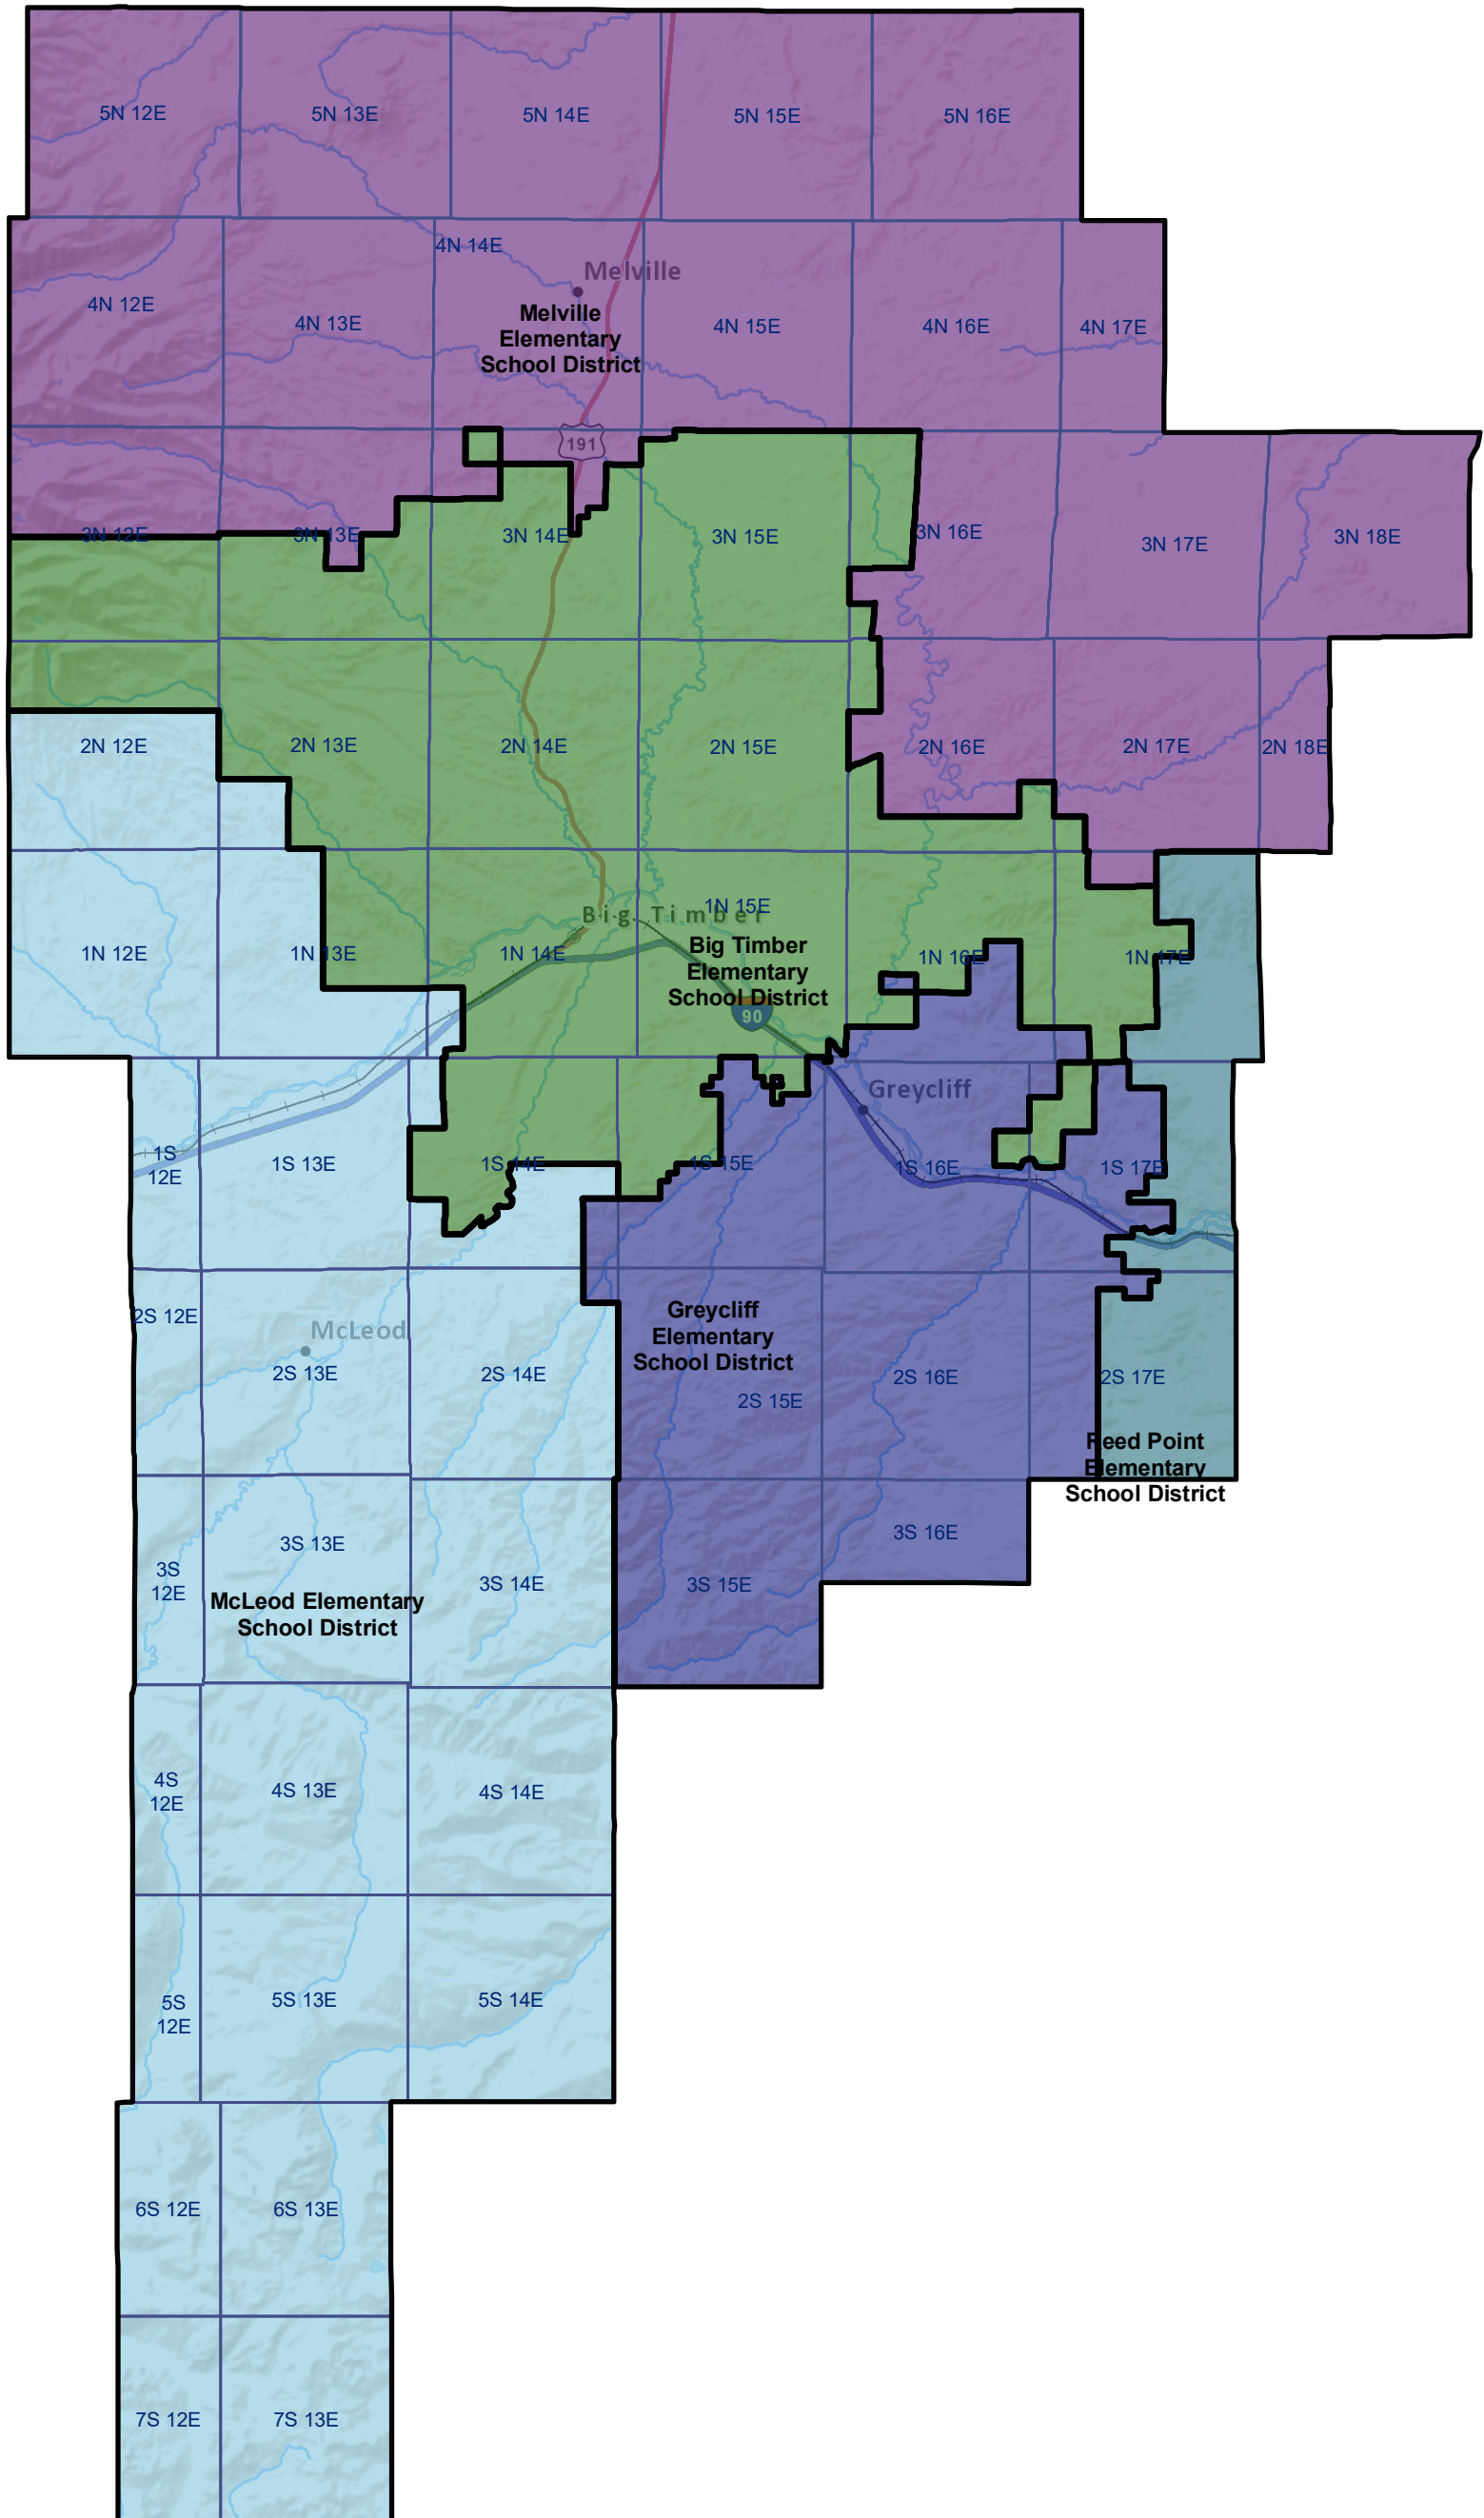 5N 12E
5N 13E
5N 14E
5N 15E
5N 16E
4N 14E
Melville
4N 12E
4N 13E
Melville
Elementary
School District
4N 15E
4N 16E
4N 17E
191
3N 12E
3N 13E
3N 14E
3N 15E
3N 16E
3N 17E
3N 18E
2N 12E
2N 13E
2N 14E
2N 15E
2N 16E
2N 17E
2N 18E
Big Timber
1N 15E
1N 12E
1N 13E
1N 14E
Big Timber
Elementary
School District
1N 16E
1N 17E
90
Greycliff
1S
12E
1S 13E
1S 14E
1S 15E
1S 16E
1S 17E
2S 12E
McLeod
2S 13E
2S 14E
Greycliff
Elementary
School District
2S 15E
2S 16E
2S 17E
Reed Point
Elementary
School District
3S
12E
3S 13E
3S 14E
3S 15E
3S 16E
McLeod Elementary
School District
4S
12E
4S 13E
4S 14E
5S
12E
5S 13E
5S 14E
6S 12E
6S 13E
7S 12E
7S 13E